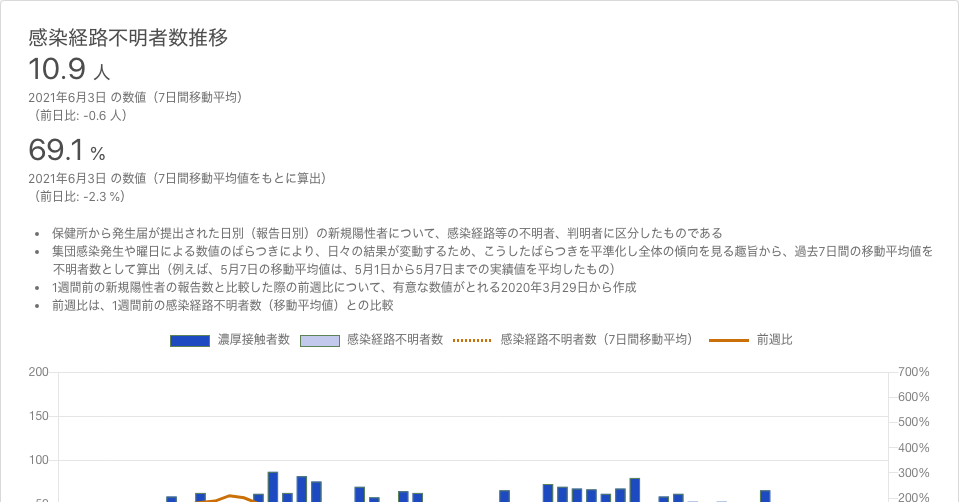 感染経路不明者数推移
10.9 人
2021年6月3日 の数値（7日間移動平均）
（前日比: -0.6 人）
69.1 %
2021年6月3日 の数値（7日間移動平均値をもとに算出）
（前日比: -2.3 %）
• 保健所から発生届が提出された日別（報告日別）の新規陽性者について、感染経路等の不明者、判明者に区分したものである
• 集団感染発生や曜日による数値のばらつきにより、日々の結果が変動するため、こうしたばらつきを平準化し全体の傾向を見る趣旨から、過去7日間の移動平均値を
不明者数として算出（例えば、5月7日の移動平均値は、5月1日から5月7日までの実績値を平均したもの）
• 1週間前の新規陽性者の報告数と比較した際の前週比について、有意な数値がとれる2020年3月29日から作成
• 前週比は、1週間前の感染経路不明者数（移動平均値）との比較
濃厚接触者数 感染経路不明者数 感染経路不明者数（7日間移動平均） 前週比
200 700%
600%
150 500%
400%
100 300%
50 200%